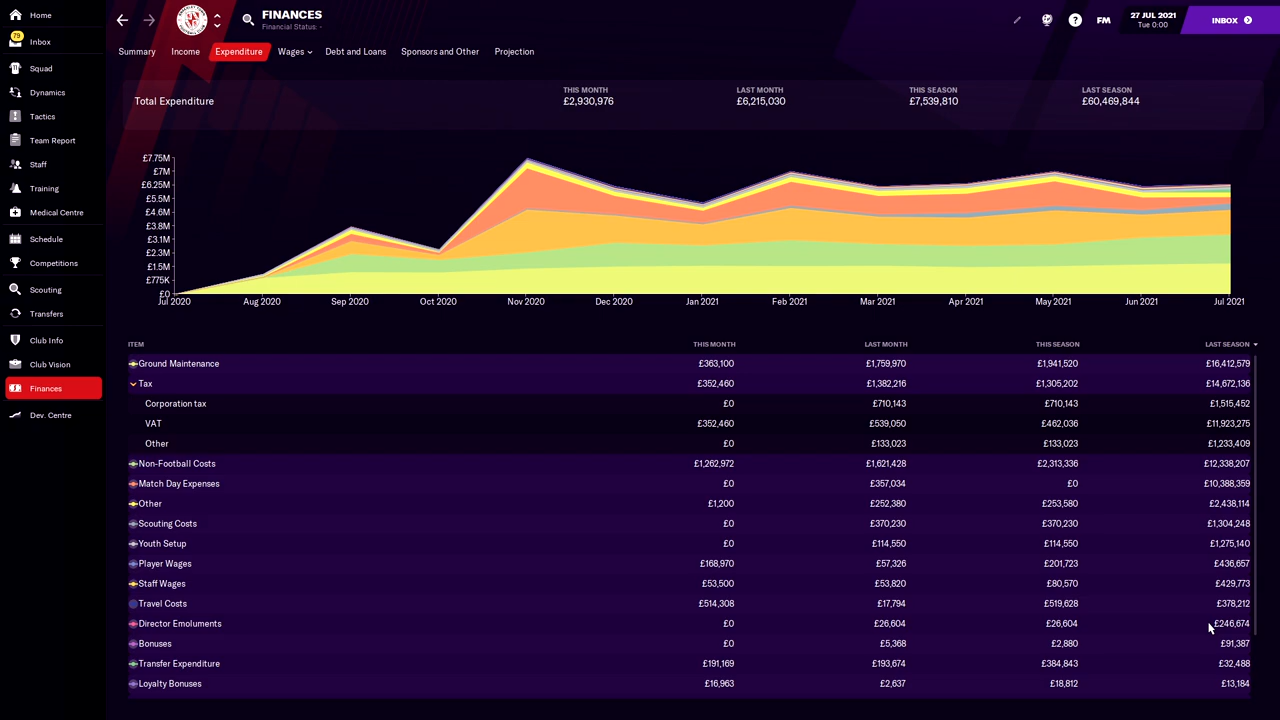 Home
79
Inbox
Squad
Dynamics
Tactics
Team Report
Staff
Training
Medical Centre
Schedule
Competitions
Scouting
Transfers
Club Info
Club Vision
Finances
Dev. Centre
FINANCES
Financial Status: -
? FM
27 JUL 2021
Tue 0:00
INBOX
Summary Income Expenditure Wages Debt and Loans Sponsors and Other Projection
THIS MONTH LAST MONTH THIS SEASON LAST SEASON
Total Expenditure £2,930,976 £6,215,030 £7,539,810 £60,469,844
£7.75M
£7M
£6.25M
£5.5M
£4.6M
£3.8M
£3.1M
£2.3M
£1.5M
£775K
£0
Jul 2020 Aug 2020 Sep 2020 Oct 2020 Nov 2020 Dec 2020 Jan 2021 Feb 2021 Mar 2021 Apr 2021 May 2021 Jun 2021 Jul 2021
ITEM THIS MONTH LAST MONTH THIS SEASON LAST SEASON
Ground Maintenance £363,100 £1,759,970 £1,941,520 £16,412,579
Tax £352,460 £1,382,216 £1,305,202 £14,672,136
Corporation tax £0 £710,143 £710,143 £1,515,452
VAT £352,460 £539,050 £462,036 £11,923,275
Other £0 £133,023 £133,023 £1,233,409
Non-Football Costs £1,262,972 £1,621,428 £2,313,336 £12,338,207
Match Day Expenses £0 £357,034 £0 £10,388,359
Other £1,200 £252,380 £253,580 £2,438,114
Scouting Costs £0 £370,230 £370,230 £1,304,248
Youth Setup £0 £114,550 £114,550 £1,275,140
Player Wages £168,970 £57,326 £201,723 £436,657
Staff Wages £53,500 £53,820 £80,570 £429,773
Travel Costs £514,308 £17,794 £519,628 £378,212
Director Emoluments £0 £26,604 £26,604 £246,674
Bonuses £0 £5,368 £2,880 £91,387
Transfer Expenditure £191,169 £193,674 £384,843 £32,488
Loyalty Bonuses £16,963 £2,637 £18,812 £13,184